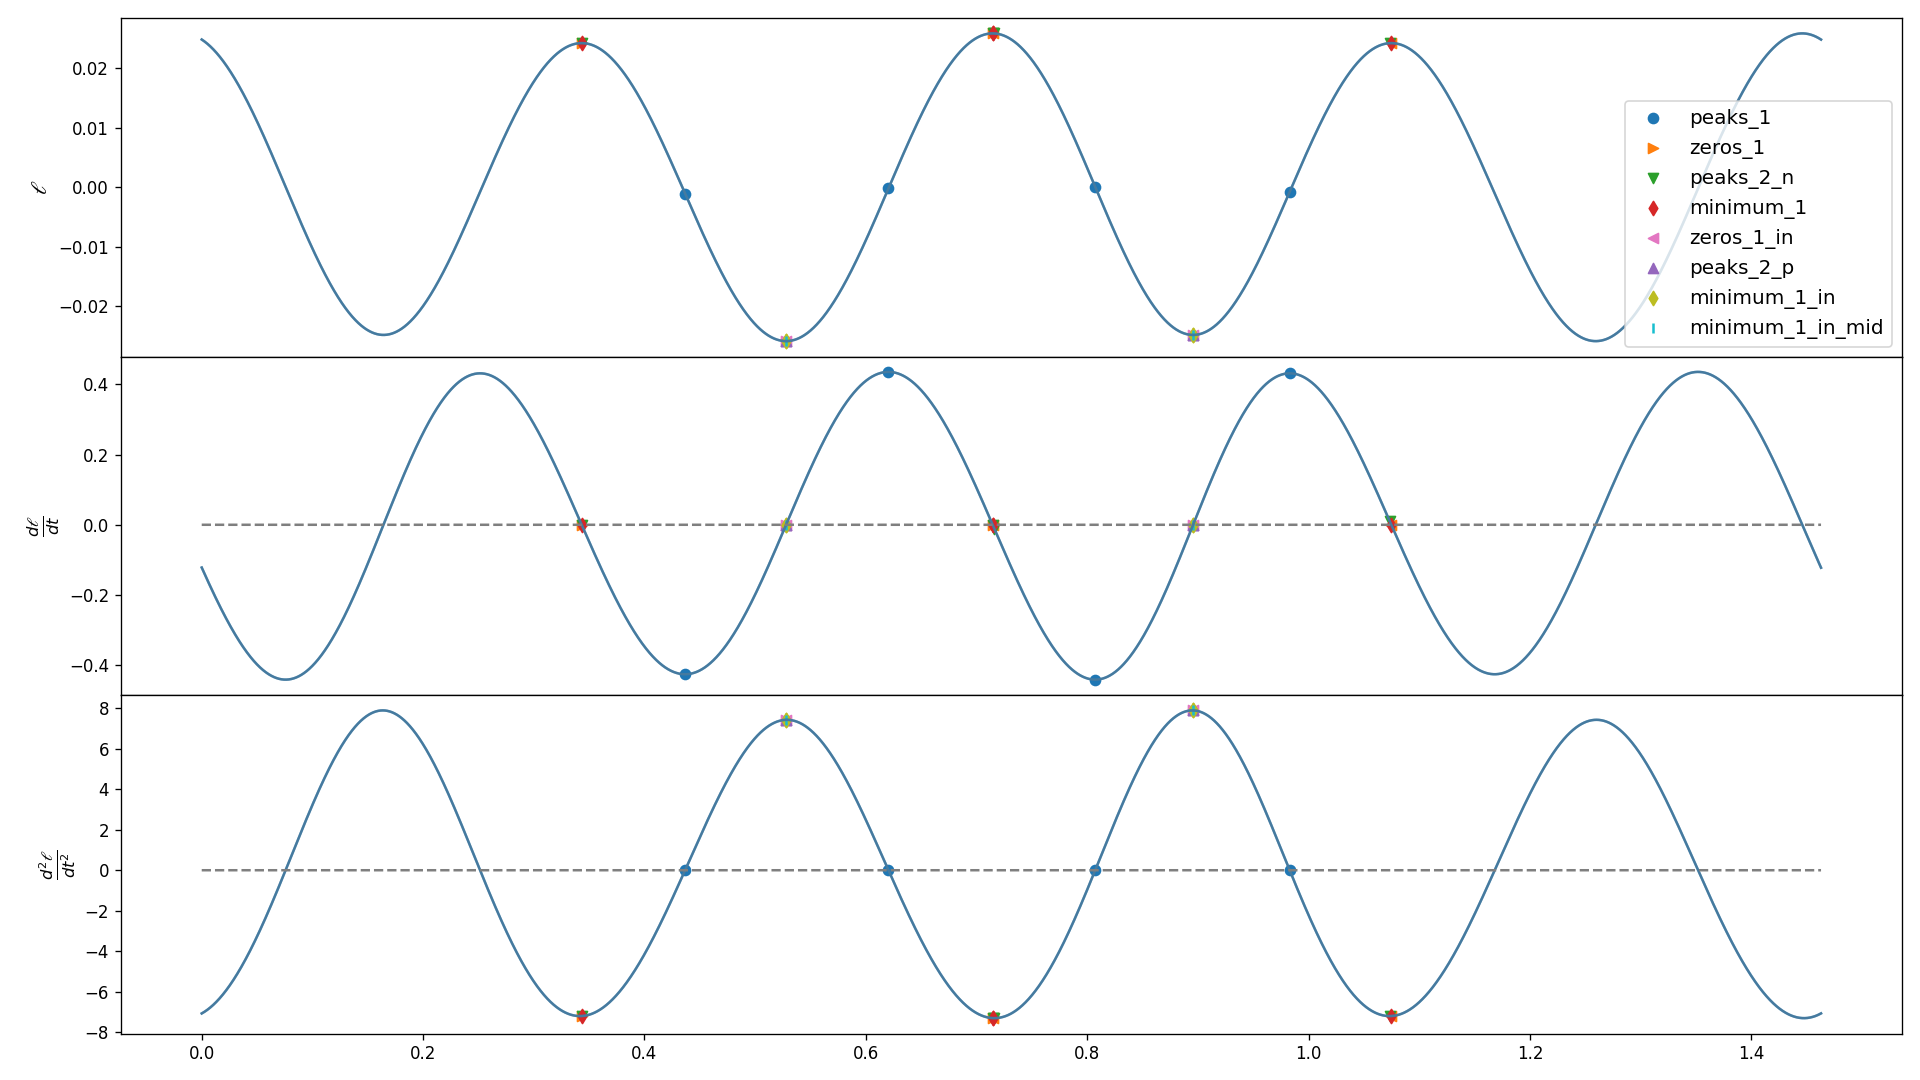 0.02
0.01
0.00
−0.01
−0.02
ℓ
peaks_1
zeros_1
peaks_2_n
minimum_1
zeros_1_in
peaks_2_p
minimum_1_in
minimum_1_in_mid
0.4
0.2
0.0
−0.2
−0.4
dℓ
dt
8
6
4
2
0
−2
−4
−6
−8
d²ℓ
dt²
0.0 0.2 0.4 0.6 0.8 1.0 1.2 1.4